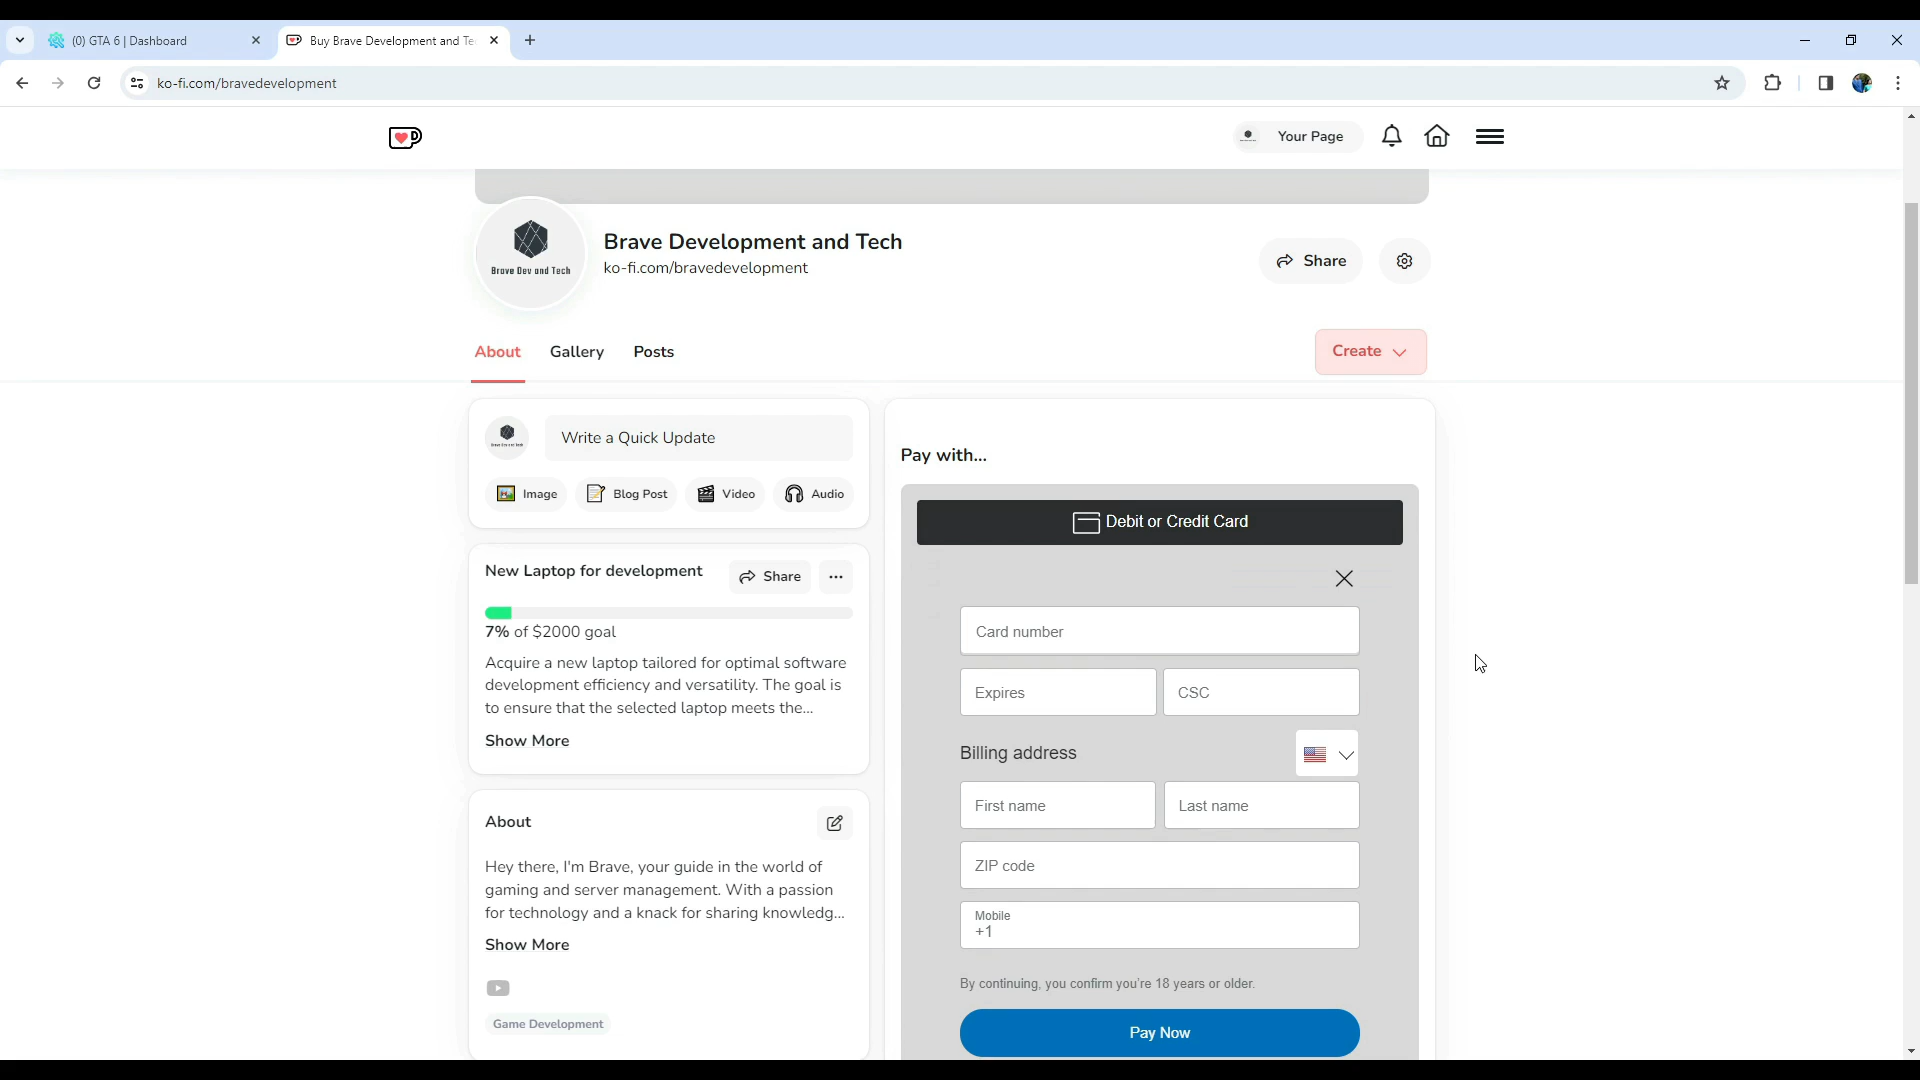 (0) GTA 6 | Dashboard
Buy Brave Development and Te
ko-fi.com/bravedevelopment
Your Page
Brave Dev and Tech
Brave Development and Tech
ko-fi.com/bravedevelopment
Share
About
Gallery
Posts
Create
Write a Quick Update
Image
Blog Post
Video
Audio
New Laptop for development
Share
7% of $2000 goal
Acquire a new laptop tailored for optimal software
development efficiency and versatility. The goal is
to ensure that the selected laptop meets the...
Show More
About
Hey there, I'm Brave, your guide in the world of
gaming and server management. With a passion
for technology and a knack for sharing knowledg...
Show More
Game Development
Pay with...
Debit or Credit Card
Card number
Expires
CSC
Billing address
First name
Last name
ZIP code
Mobile
+1
By continuing, you confirm you're 18 years or older.
Pay Now